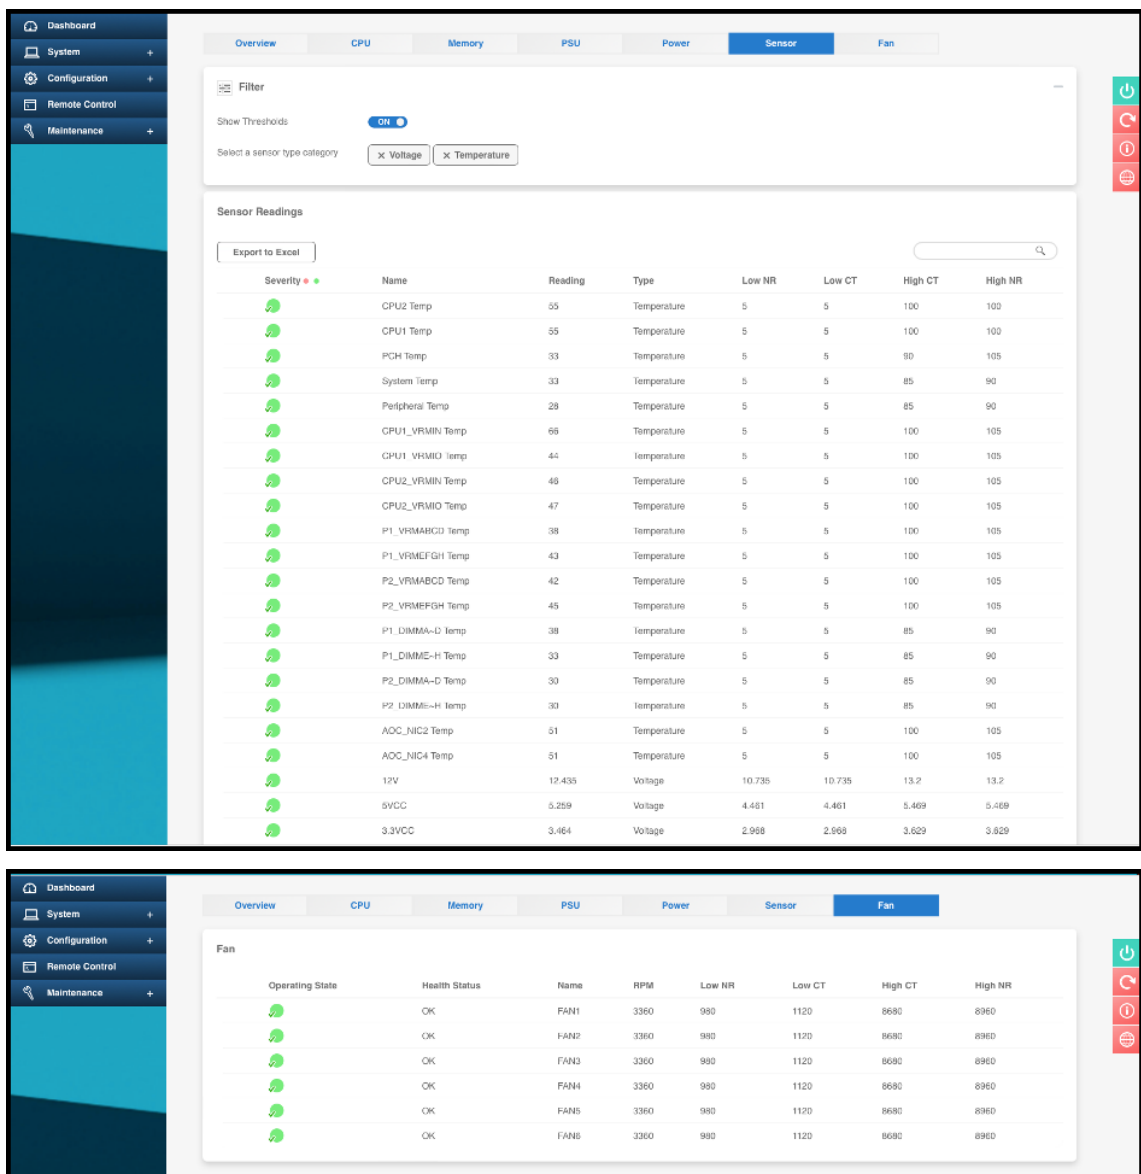 Dashboard
System +
Configuration +
Remote Control
Maintenance +
Overview CPU Memory PSU Power Sensor Fan
Filter
Show Thresholds ON
Select a sensor type category × Voltage × Temperature
Sensor Readings
Export to Excel
Severity Name Reading Type Low NR Low CT High CT High NR
CPU2 Temp 55 Temperature 5 5 100 100
CPU1 Temp 55 Temperature 5 5 100 100
PCH Temp 33 Temperature 5 5 90 105
System Temp 33 Temperature 5 5 85 90
Peripheral Temp 28 Temperature 5 5 85 90
CPU1_VRMIN Temp 66 Temperature 5 5 100 105
CPU1_VRMIO Temp 44 Temperature 5 5 100 105
CPU2_VRMIN Temp 46 Temperature 5 5 100 105
CPU2_VRMIO Temp 47 Temperature 5 5 100 105
P1_VRMABCD Temp 38 Temperature 5 5 100 105
P1_VRMEFGH Temp 43 Temperature 5 5 100 105
P2_VRMABCD Temp 42 Temperature 5 5 100 105
P2_VRMEFGH Temp 45 Temperature 5 5 100 105
P1_DIMMA~D Temp 38 Temperature 5 5 85 90
P1_DIMME~H Temp 33 Temperature 5 5 85 90
P2_DIMMA~D Temp 30 Temperature 5 5 85 90
P2_DIMME~H Temp 30 Temperature 5 5 85 90
AOC_NIC2 Temp 51 Temperature 5 5 100 105
AOC_NIC4 Temp 51 Temperature 5 5 100 105
12V 12.435 Voltage 10.735 10.735 13.2 13.2
5VCC 5.259 Voltage 4.461 4.461 5.469 5.469
3.3VCC 3.464 Voltage 2.968 2.968 3.629 3.629
Dashboard
System +
Configuration +
Remote Control
Maintenance +
Overview CPU Memory PSU Power Sensor Fan
Fan
Operating State Health Status Name RPM Low NR Low CT High CT High NR
OK FAN1 3360 980 1120 8680 8960
OK FAN2 3360 980 1120 8680 8960
OK FAN3 3360 980 1120 8680 8960
OK FAN4 3360 980 1120 8680 8960
OK FAN5 3360 980 1120 8680 8960
OK FAN6 3360 980 1120 8680 8960